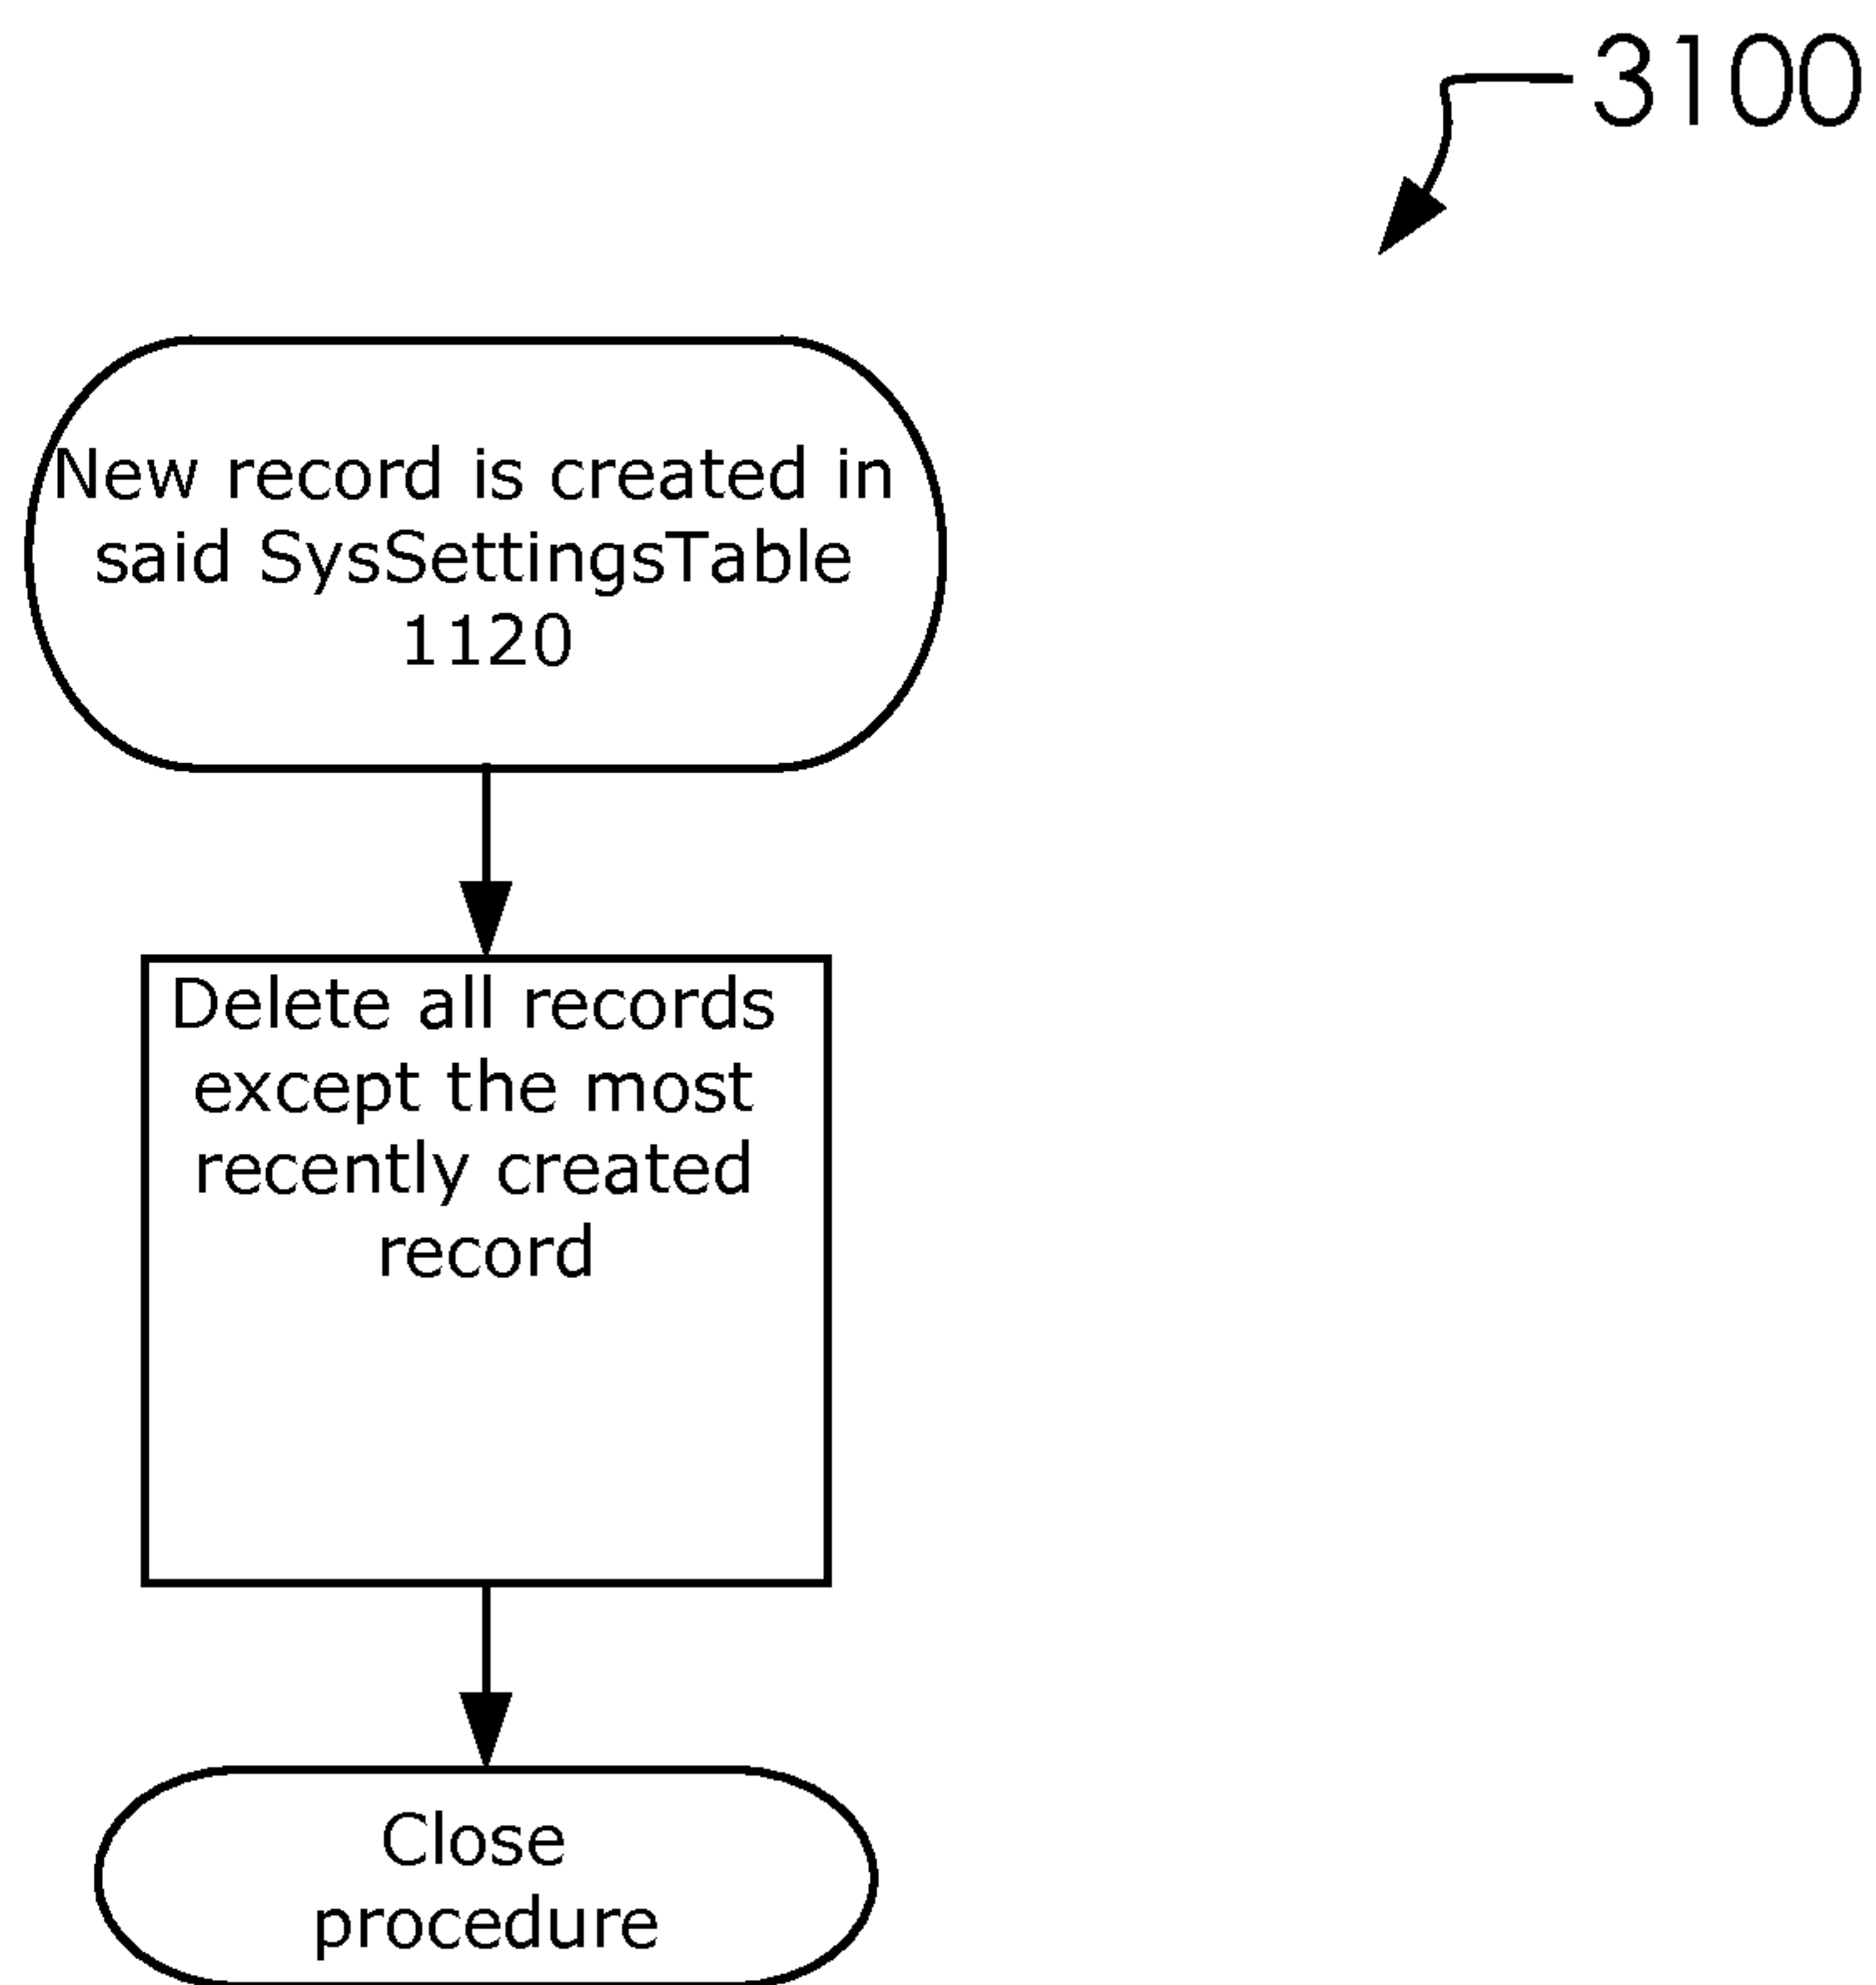 3100
New record is created in
said SysSettingsTable
1120
Delete all records
except the most
recently created
record
Close
procedure